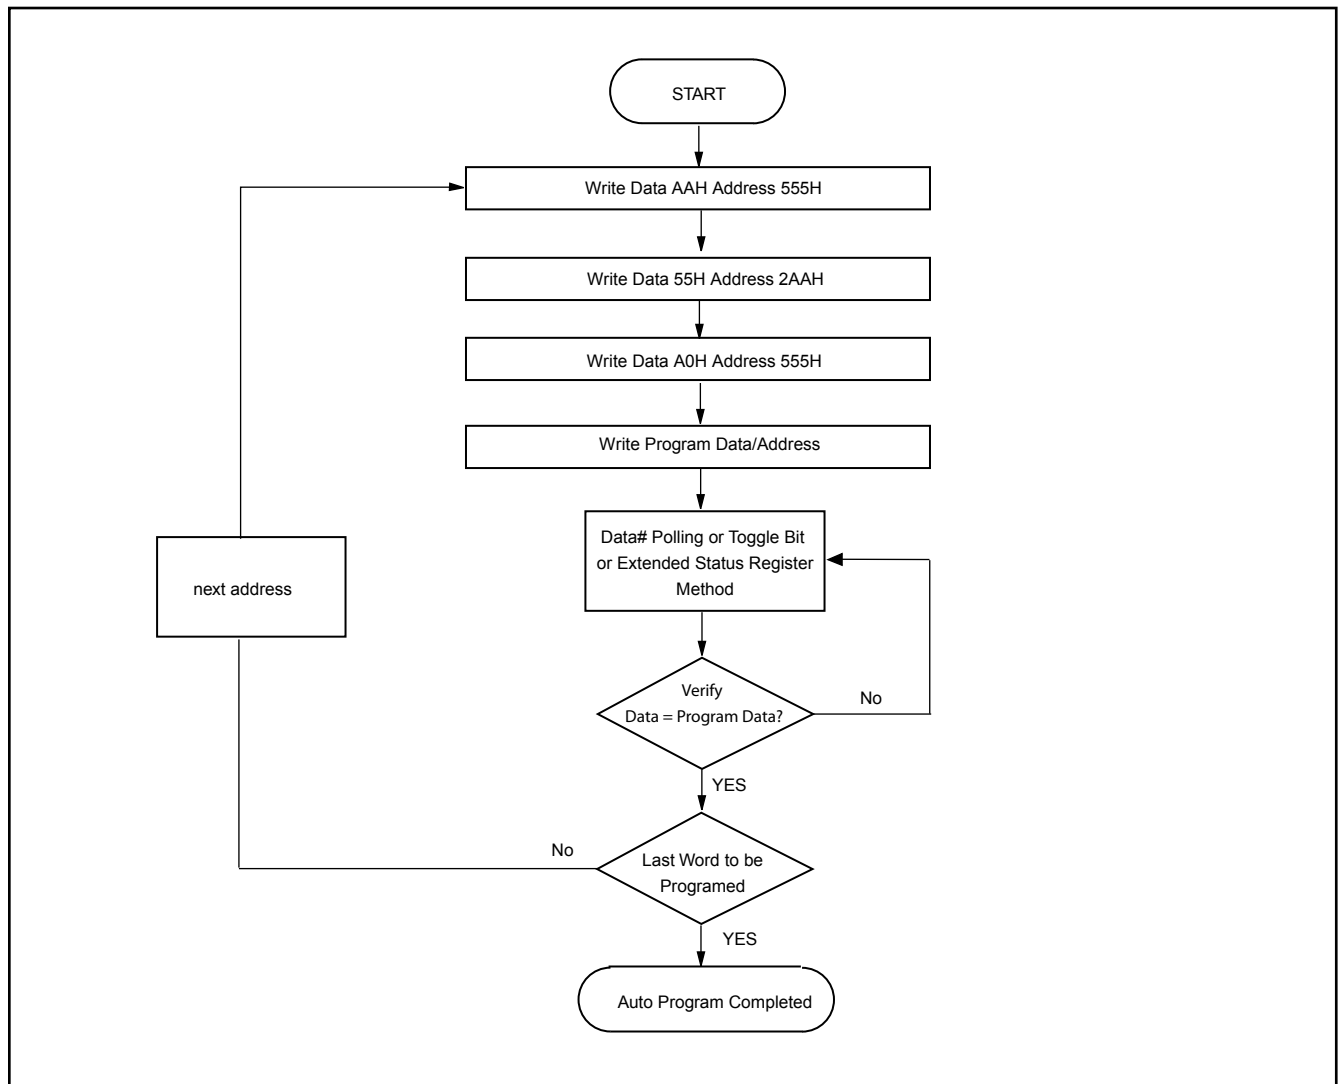 START
Write Data AAH Address 555H
Write Data 55H Address 2AAH
Write Data A0H Address 555H
Write Program Data/Address
Data# Polling or Toggle Bit
or Extended Status Register
Method
next address
Verify
Data = Program Data?
No
YES
No
Last Word to be
Programed
YES
Auto Program Completed